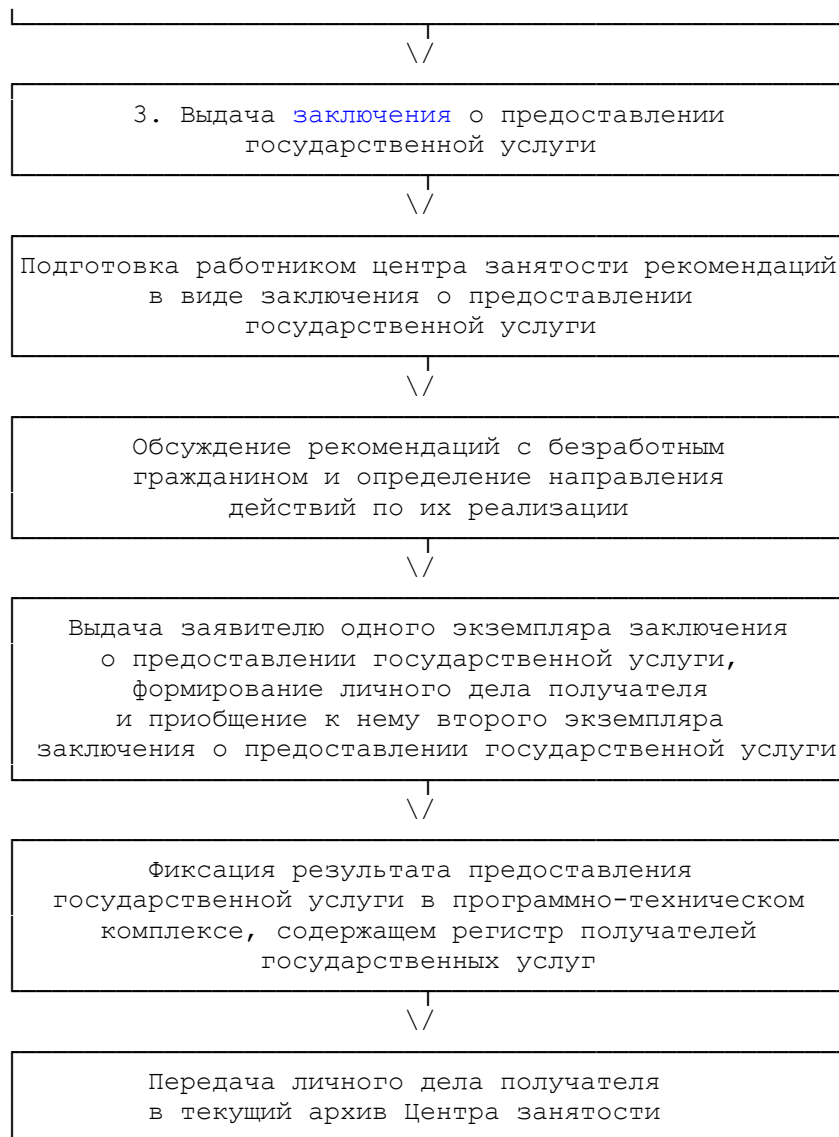 3. Выдача заключения о предоставлении
государственной услуги
Подготовка работником центра занятости рекомендаций
в виде заключения о предоставлении
государственной услуги
Обсуждение рекомендаций с безработным
гражданином и определение направления
действий по их реализации
Выдача заявителю одного экземпляра заключения
о предоставлении государственной услуги,
формирование личного дела получателя
и приобщение к нему второго экземпляра
заключения о предоставлении государственной услуги
Фиксация результата предоставления
государственной услуги в программно-техническом
комплексе, содержащем регистр получателей
государственных услуг
Передача личного дела получателя
в текущий архив Центра занятости